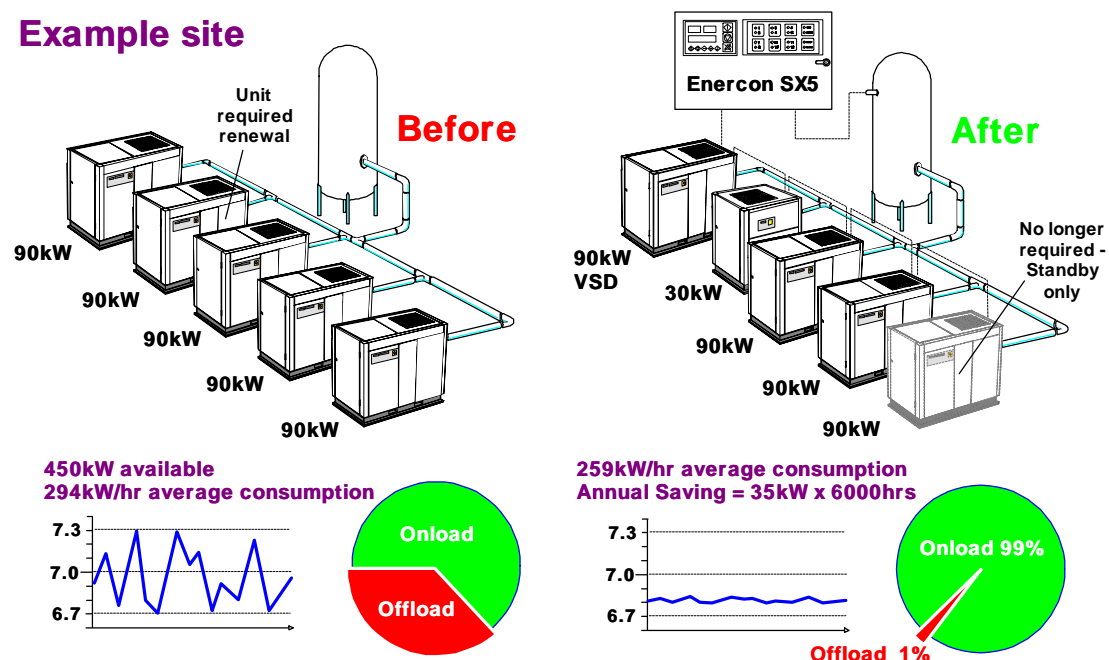 Example site
Unit
required
renewal
Before
90kW
90kW
90kW
90kW
90kW
450kW available
294kW/hr average consumption
7.3
7.0
6.7
Onload
Offload
Enercon SX5
After
No longer
required -
Standby
only
90kW
VSD
30kW
90kW
90kW
90kW
259kW/hr average consumption
Annual Saving = 35kW x 6000hrs
7.3
7.0
6.7
Onload 99%
Offload 1%